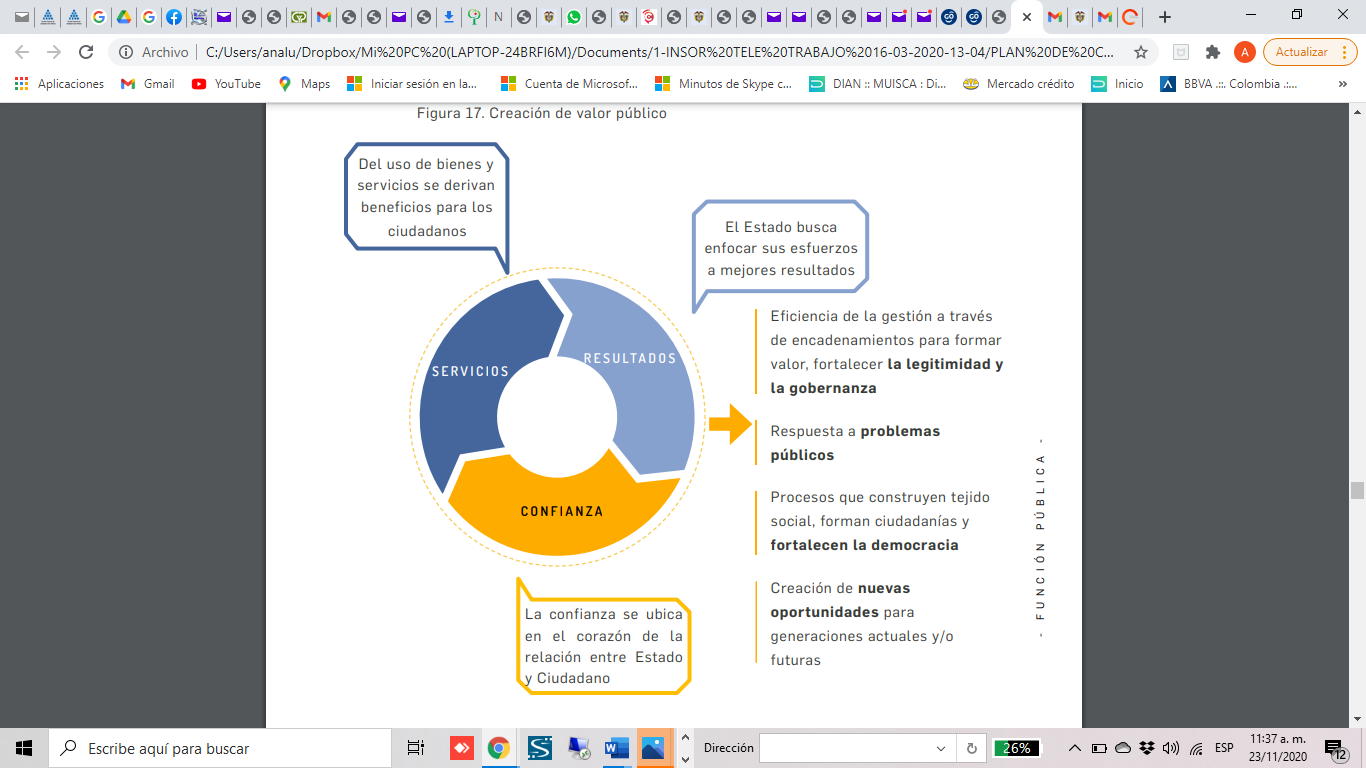 Archivo
C:/Users/analu/Dropbox/Mi%20PC%20(LAPTOP-24BRFI6M)/Documents/1-INSOR%20TELE%20TRABAJO%2016-03-2020-13-04/PLAN%20DE%20C...
A
Actualizar
Aplicaciones
Gmail
YouTube
Maps
Iniciar sesión en la...
Cuenta de Microsof...
Minutos de Skype c...
DIAN :: MUISCA : Di...
Mercado crédito
Inicio
BBVA .::. Colombia .:...
»
Figura 17. Creación de valor público
Del uso de bienes y
servicios se derivan
beneficios para los
ciudadanos
El Estado busca
enfocar sus esfuerzos
a mejores resultados
SERVICIOS
RESULTADOS
CONFIANZA
La confianza se ubica
en el corazón de la
relación entre Estado
y Ciudadano
Eficiencia de la gestión a través
de encadenamientos para formar
valor, fortalecer la legitimidad y
la gobernanza
Respuesta a problemas
públicos
Procesos que construyen tejido
social, forman ciudadanías y
fortalecen la democracia
Creación de nuevas
oportunidades para
generaciones actuales y/o
futuras
- FUNCIÓN PÚBLICA -
Escribe aquí para buscar
Dirección
26%
ESP
11:37 a. m.
23/11/2020
12